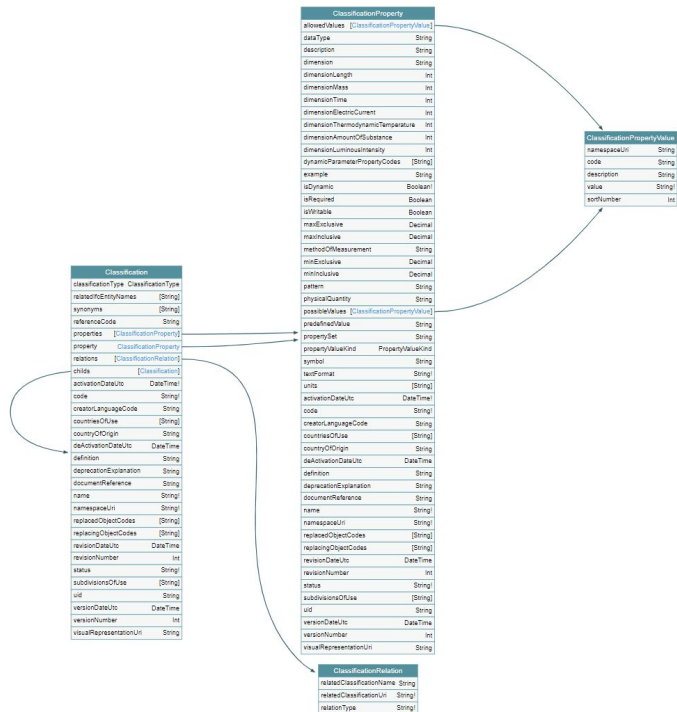 ClassificationProperty
allowedValues [ClassificationPropertyValue]
dataType String
description String
dimension String
dimensionLength Int
dimensionMass Int
dimensionTime Int
dimensionElectricCurrent Int
dimensionThermodynamicTemperature Int
dimensionAmountOfSubstance Int
dimensionLuminousIntensity Int
dynamicParameterPropertyCodes [String]
example String
isDynamic Boolean!
isRequired Boolean
isWritable Boolean
maxExclusive Decimal
maxInclusive Decimal
methodOfMeasurement String
minExclusive Decimal
minInclusive Decimal
pattern String
physicalQuantity String
possibleValues [ClassificationPropertyValue]
predefinedValue String
propertySet String
propertyValueKind PropertyValueKind
symbol String
textFormat String!
units [String]
activationDateUtc DateTime!
code String!
creatorLanguageCode String
countriesOfUse [String]
countryOfOrigin String
deActivationDateUtc DateTime
definition String
deprecationExplanation String
documentReference String
name String!
namespaceUri String!
replacedObjectCodes [String]
replacingObjectCodes [String]
revisionDateUtc DateTime
revisionNumber Int
status String!
subdivisionsOfUse [String]
uid String
versionDateUtc DateTime
versionNumber Int
visualRepresentationUri String
ClassificationPropertyValue
namespaceUri String
code String
description String
value String!
sortNumber Int
Classification
classificationType ClassificationType
relatedIfcEntityNames [String]
synonyms [String]
referenceCode String
properties [ClassificationProperty]
property ClassificationProperty
relations [ClassificationRelation]
childs [Classification]
activationDateUtc DateTime!
code String!
creatorLanguageCode String
countriesOfUse [String]
countryOfOrigin String
deActivationDateUtc DateTime
definition String
deprecationExplanation String
documentReference String
name String!
namespaceUri String!
replacedObjectCodes [String]
replacingObjectCodes [String]
revisionDateUtc DateTime
revisionNumber Int
status String!
subdivisionsOfUse [String]
uid String
versionDateUtc DateTime
versionNumber Int
visualRepresentationUri String
ClassificationRelation
relatedClassificationName String
relatedClassificationUri String!
relationType String!